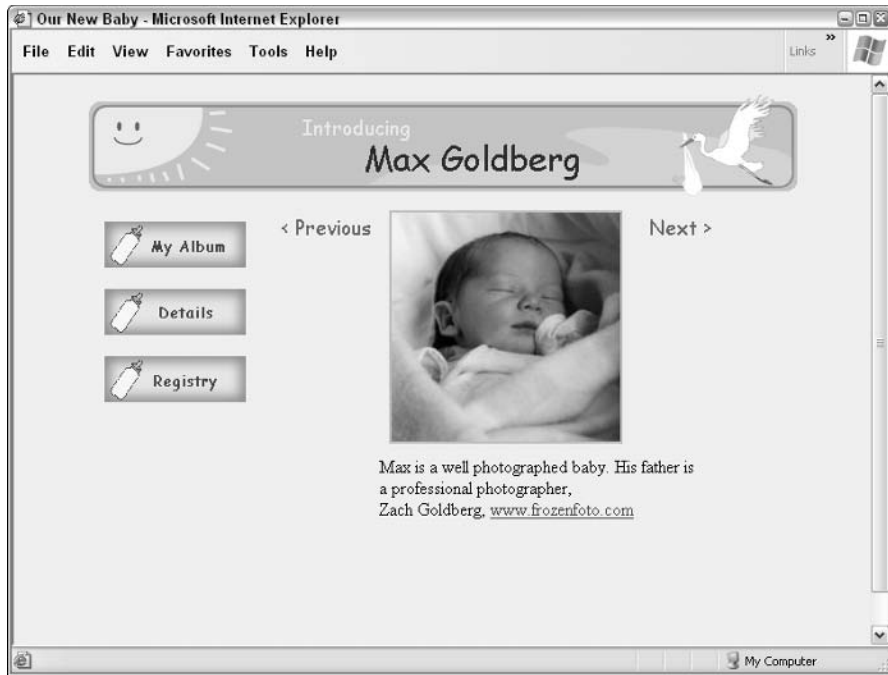 Our New Baby - Microsoft Internet Explorer
File Edit View Favorites Tools Help
Links »
Introducing
Max Goldberg
My Album
Details
Registry
< Previous
Next >
Max is a well photographed baby. His father is
a professional photographer,
Zach Goldberg, www.frozenfoto.com
My Computer